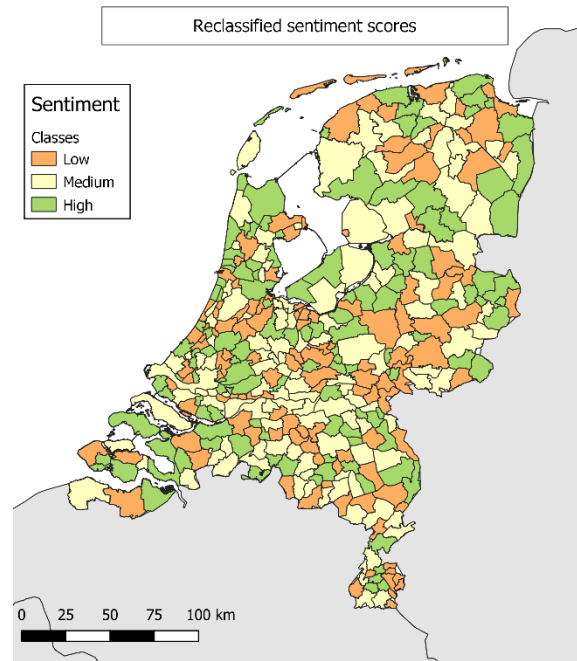 Reclassified sentiment scores
Sentiment
Classes
Low
Medium
High
0 25 50 75 100 km